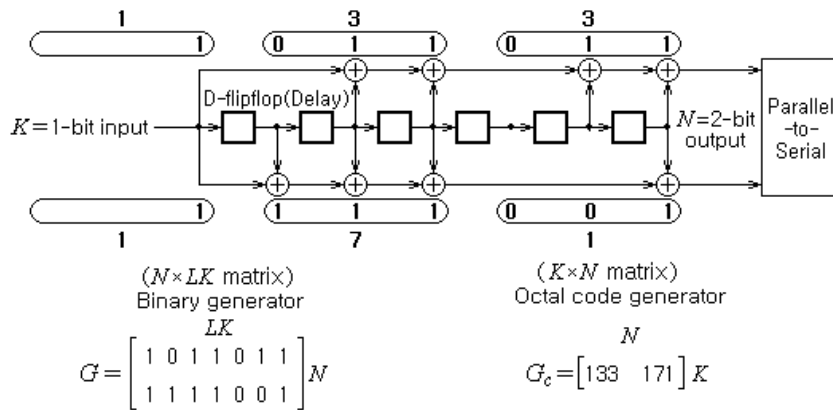 1 3 3
1 0 1 1 0 1 1
D-flipflop(Delay)
K=1-bit input
N=2-bit output
Parallel -to- Serial
1 1 1 1 0 0 1
1 7 1
(N×LK matrix)
Binary generator
LK
G= [ 1 0 1 1 0 1 1
1 1 1 1 0 0 1 ] N
(K×N matrix)
Octal code generator
N
Gc=[133 171] K